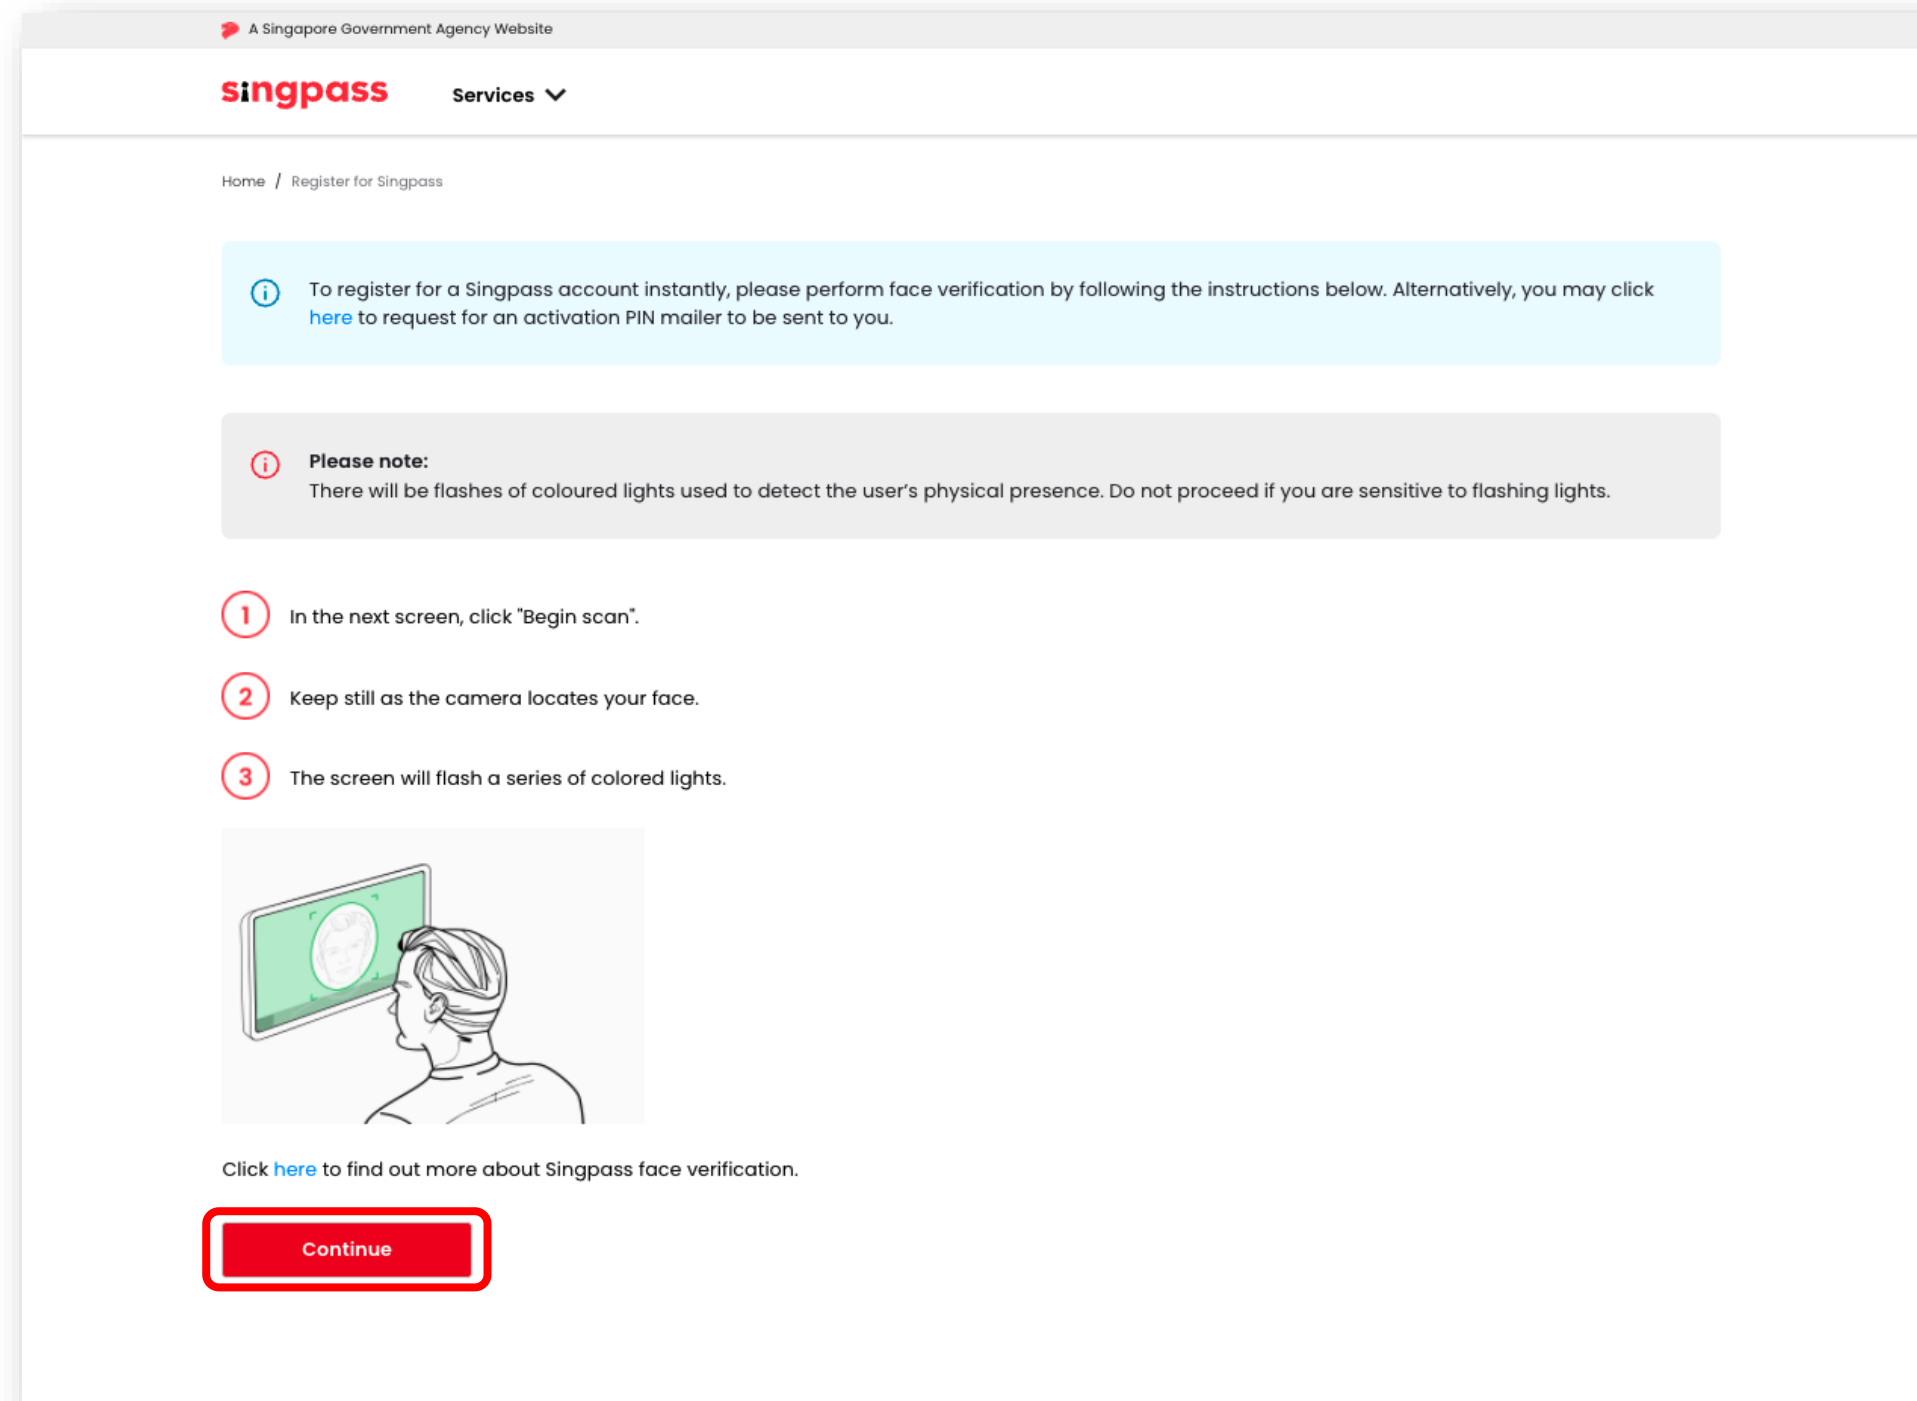 A Singapore Government Agency Website
singpass
Services
Home / Register for Singpass
To register for a Singpass account instantly, please perform face verification by following the instructions below. Alternatively, you may click
here to request for an activation PIN mailer to be sent to you.
Please note:
There will be flashes of coloured lights used to detect the user's physical presence. Do not proceed if you are sensitive to flashing lights.
1 In the next screen, click "Begin scan".
2 Keep still as the camera locates your face.
3 The screen will flash a series of colored lights.
Click here to find out more about Singpass face verification.
Continue